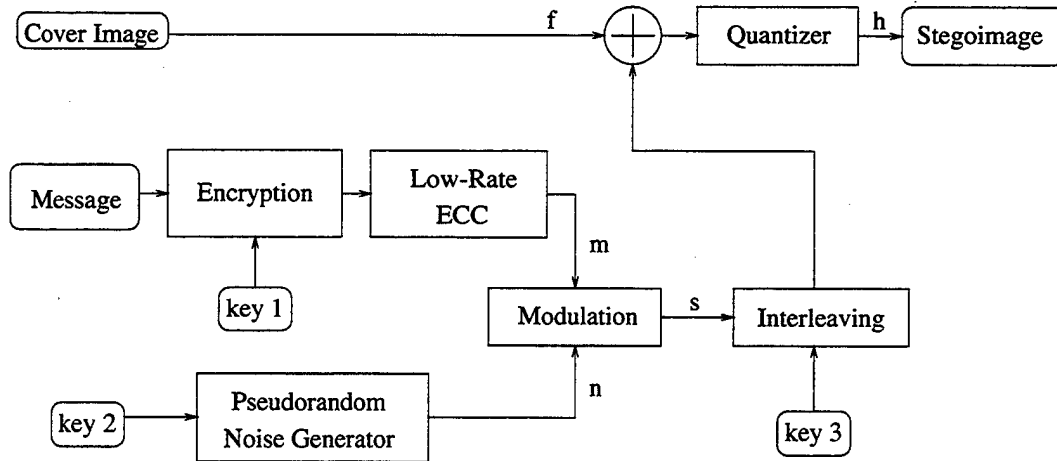 Cover Image
f
Quantizer
h
Stegoimage
Message
Encryption
Low-Rate
ECC
m
key 1
Modulation
s
Interleaving
n
key 2
Pseudorandom
Noise Generator
key 3